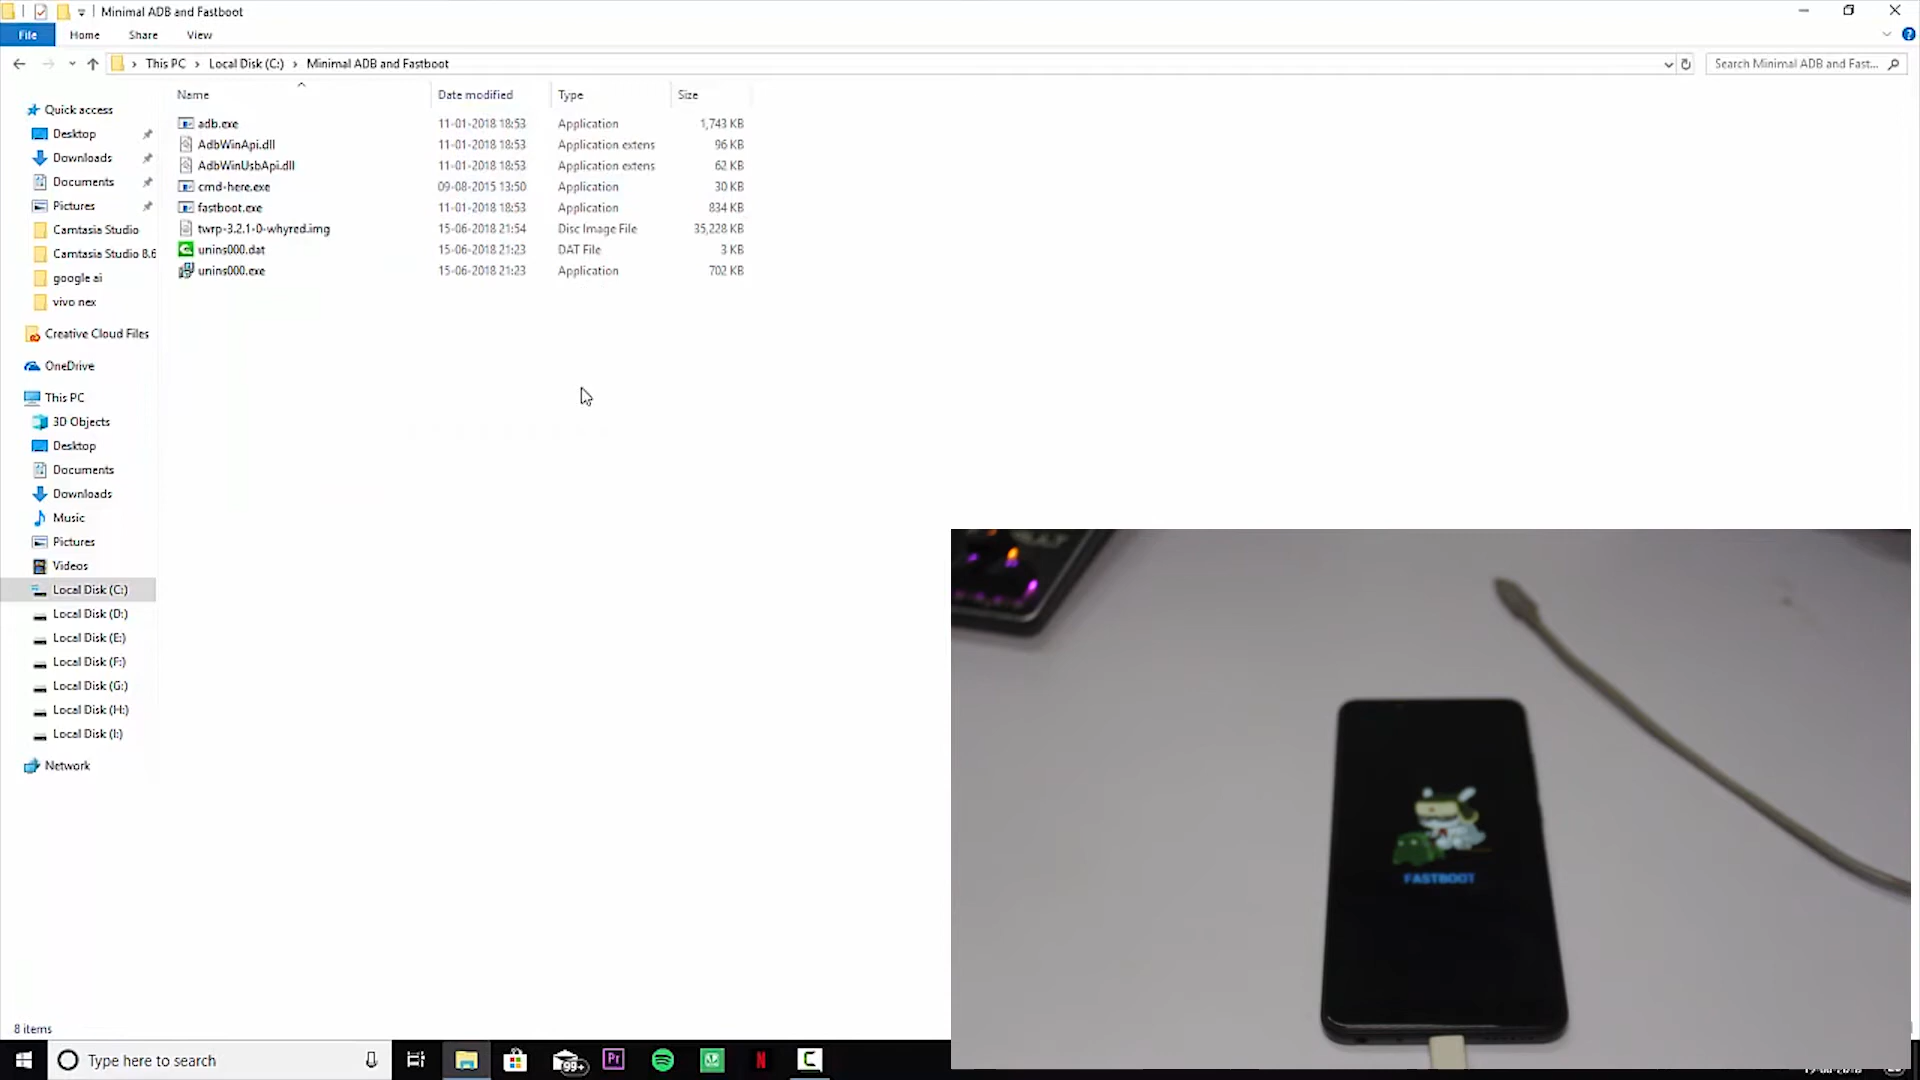 Minimal ADB and Fastboot
File Home Share View
This PC Local Disk (C:) Minimal ADB and Fastboot
Search Minimal ADB and Fast...
Name Date modified Type Size
adb.exe 11-01-2018 18:53 Application 1,743 KB
AdbWinApi.dll 11-01-2018 18:53 Application extens 96 KB
AdbWinUsbApi.dll 11-01-2018 18:53 Application extens 62 KB
cmd-here.exe 09-08-2015 13:50 Application 30 KB
fastboot.exe 11-01-2018 18:53 Application 834 KB
twrp-3.2.1-0-whyred.img 15-06-2018 21:54 Disc Image File 35,228 KB
unins000.dat 15-06-2018 21:23 DAT File 3 KB
unins000.exe 15-06-2018 21:23 Application 702 KB
Quick access
Desktop
Downloads
Documents
Pictures
Camtasia Studio
Camtasia Studio 8.6
google ai
vivo nex
Creative Cloud Files
OneDrive
This PC
3D Objects
Desktop
Documents
Downloads
Music
Pictures
Videos
Local Disk (C:)
Local Disk (D:)
Local Disk (E:)
Local Disk (F:)
Local Disk (G:)
Local Disk (H:)
Local Disk (I:)
Network
FASTBOOT
8 items
Type here to search
99+
Pr